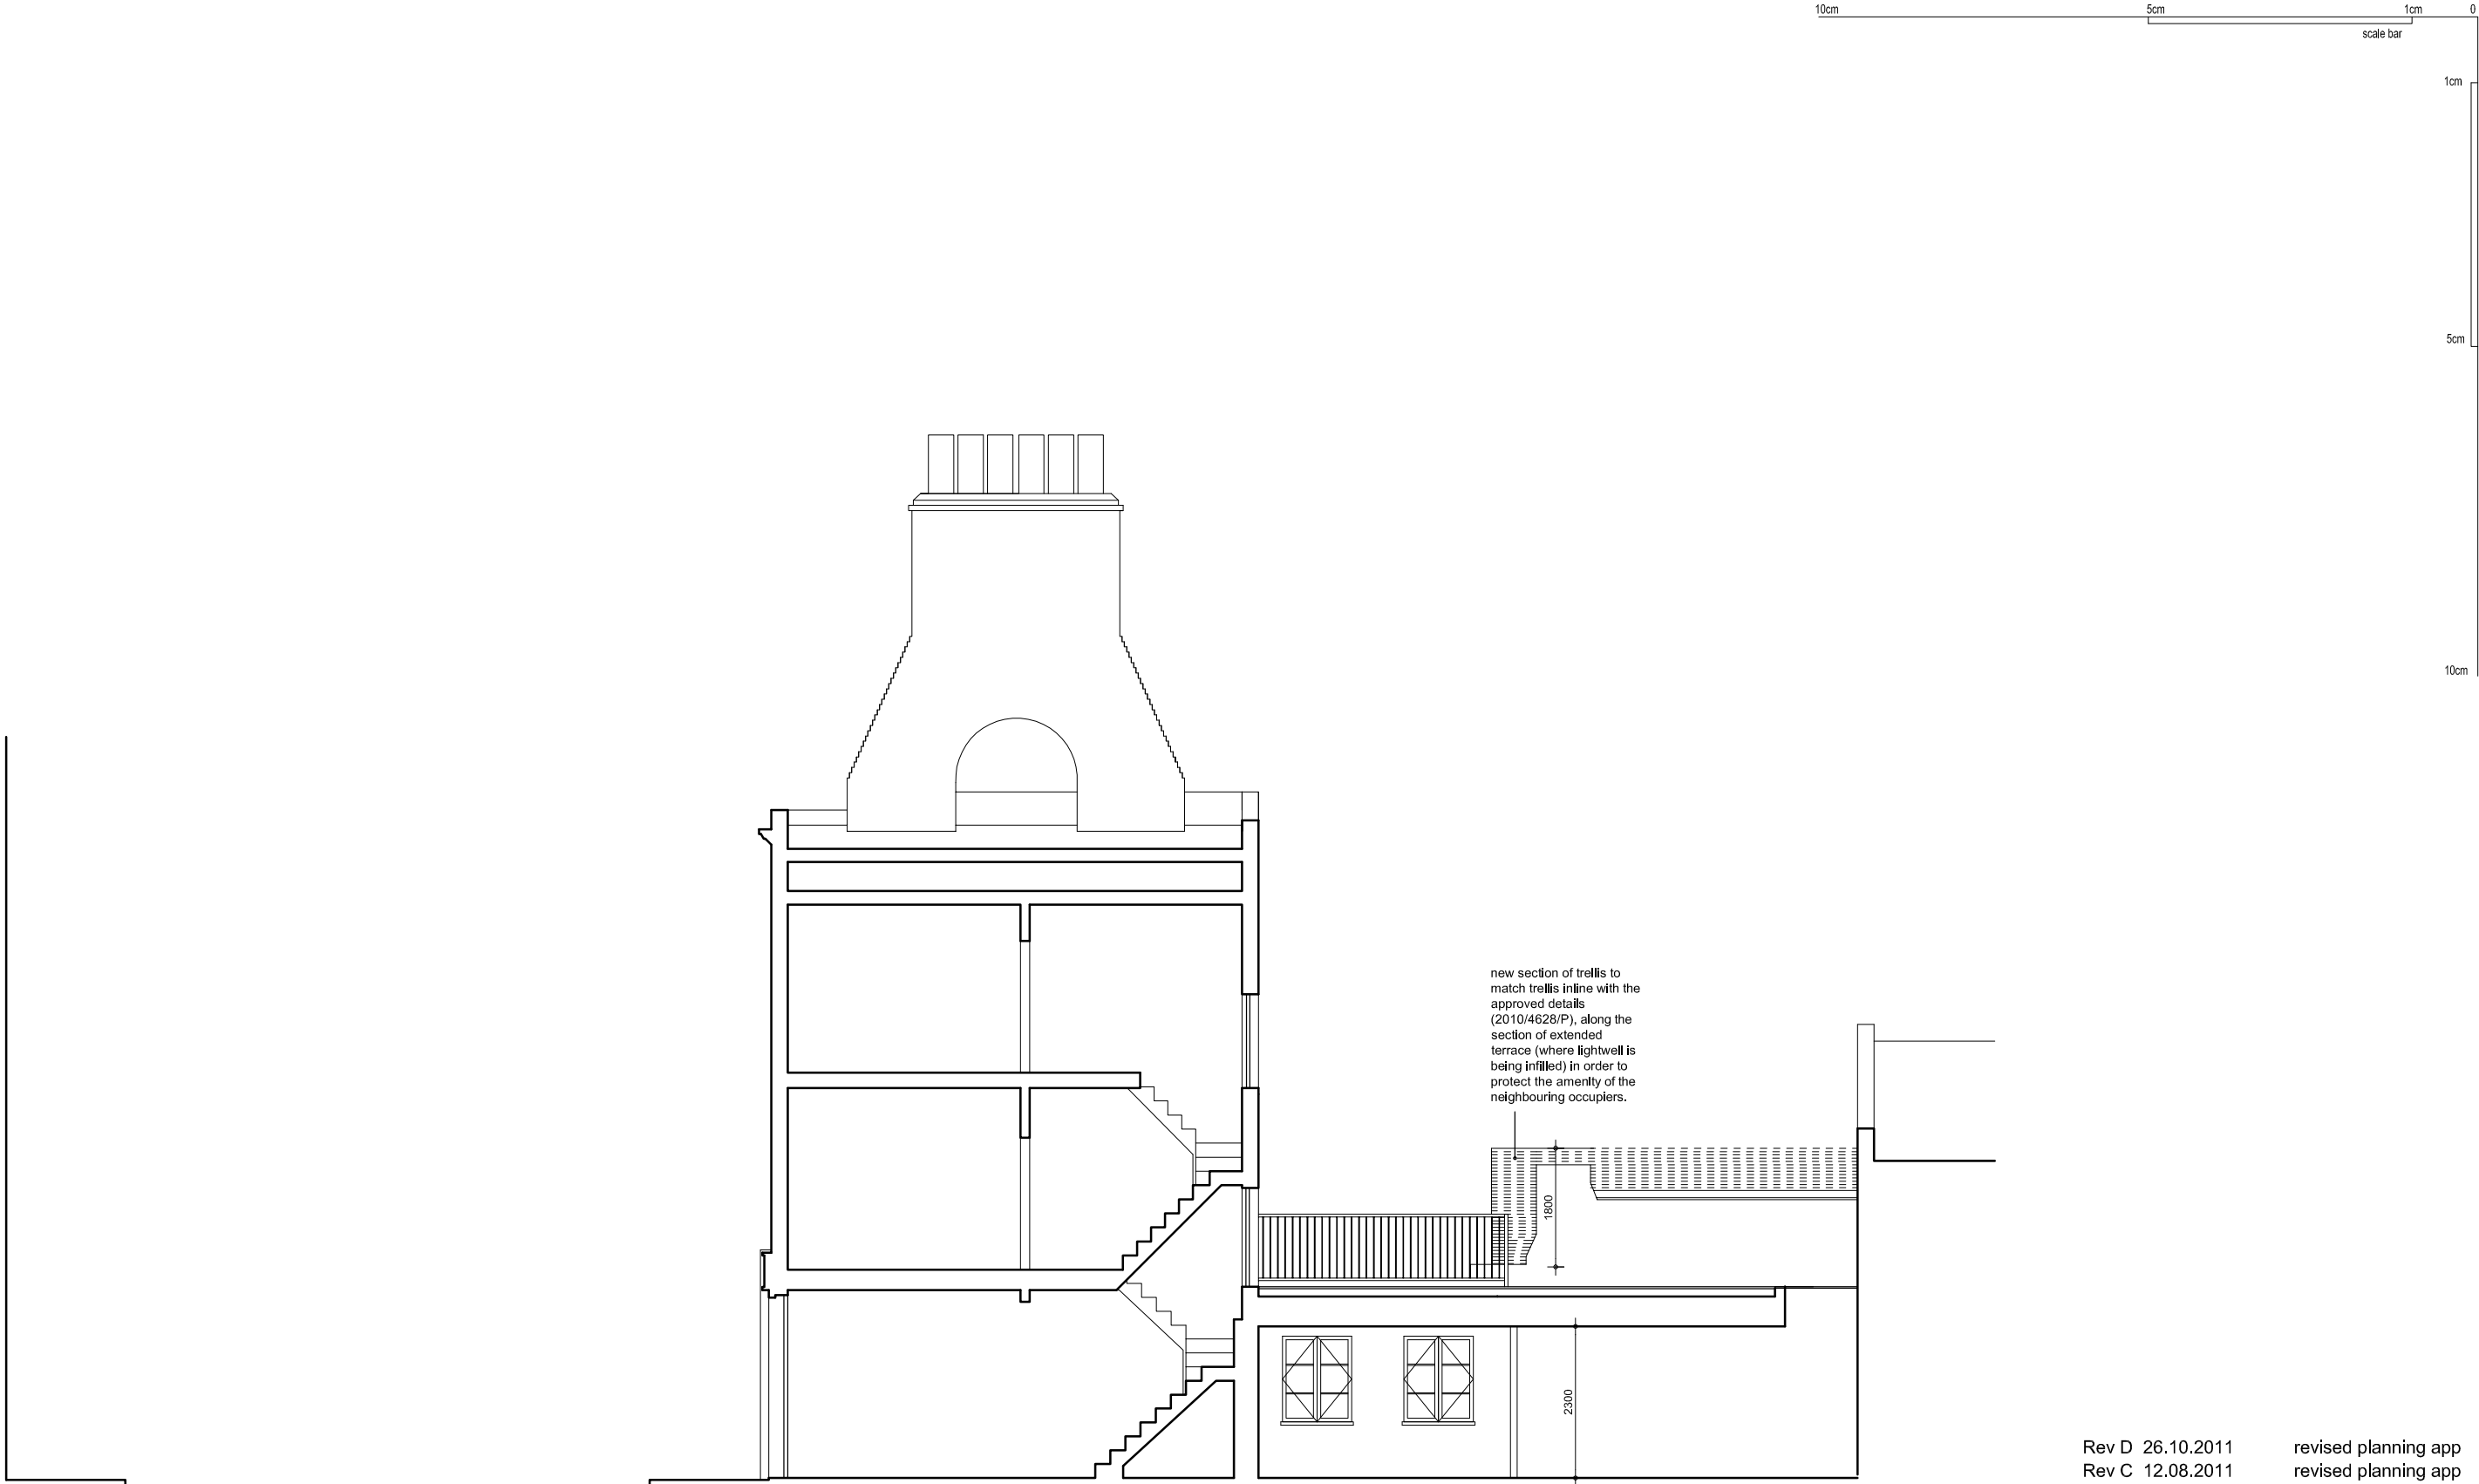 10cm 5cm 1cm 0
scale bar
1cm
5cm
10cm
new section of trellis to
match trellis inline with the
approved details
(2010/4628/P), along the
section of extended
terrace (where lightwell is
being infilled) in order to
protect the amenity of the
neighbouring occupiers.
1800
2300
Rev D 26.10.2011 revised planning app
Rev C 12.08.2011 revised planning app